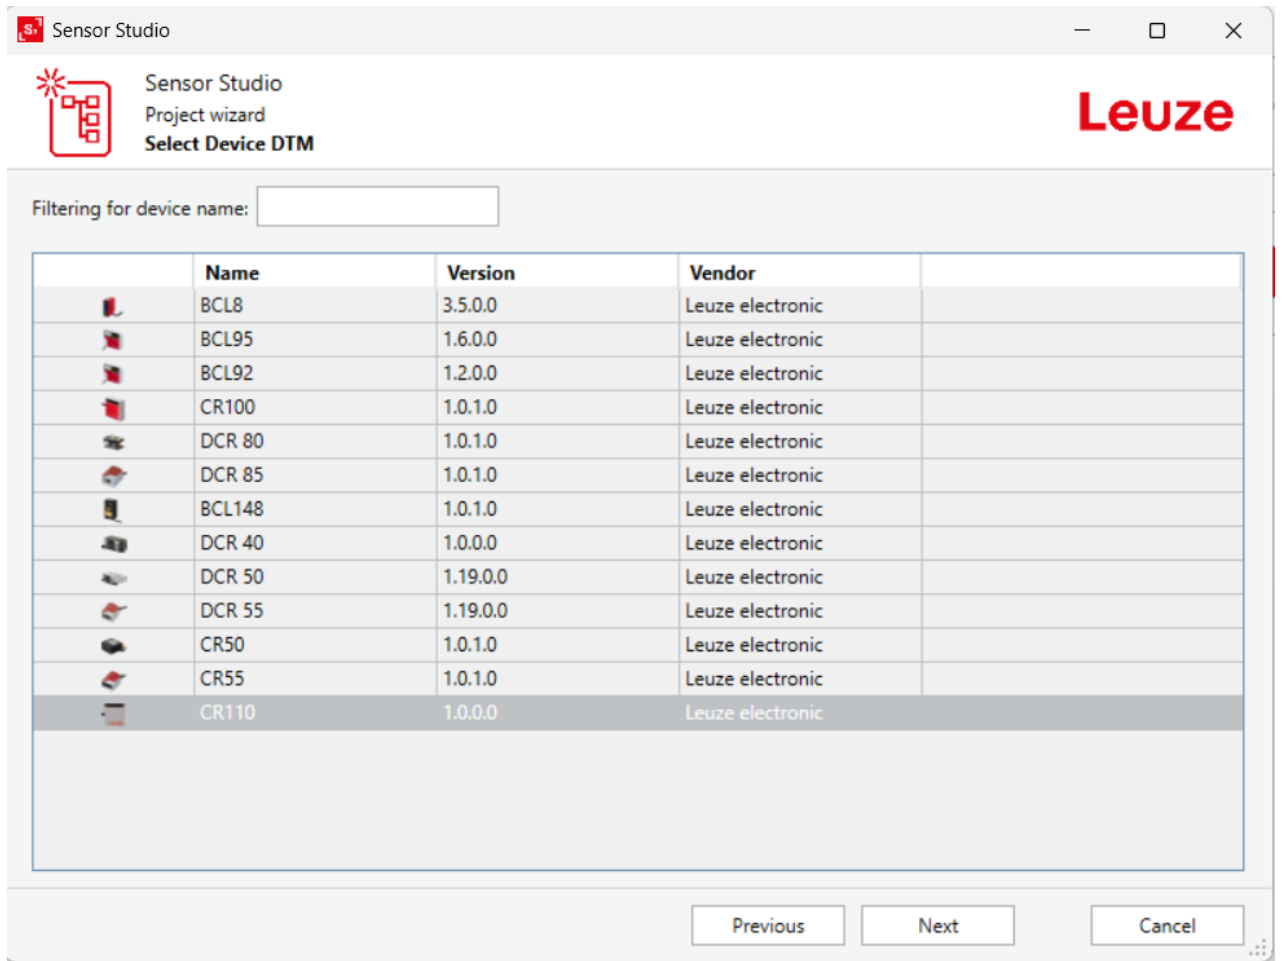 Sensor Studio
Sensor Studio
Project wizard
Select Device DTM
Leuze
Filtering for device name:
Name Version Vendor
BCL8 3.5.0.0 Leuze electronic
BCL95 1.6.0.0 Leuze electronic
BCL92 1.2.0.0 Leuze electronic
CR100 1.0.1.0 Leuze electronic
DCR 80 1.0.1.0 Leuze electronic
DCR 85 1.0.1.0 Leuze electronic
BCL148 1.0.1.0 Leuze electronic
DCR 40 1.0.0.0 Leuze electronic
DCR 50 1.19.0.0 Leuze electronic
DCR 55 1.19.0.0 Leuze electronic
CR50 1.0.1.0 Leuze electronic
CR55 1.0.1.0 Leuze electronic
CR110 1.0.0.0 Leuze electronic
Previous Next Cancel